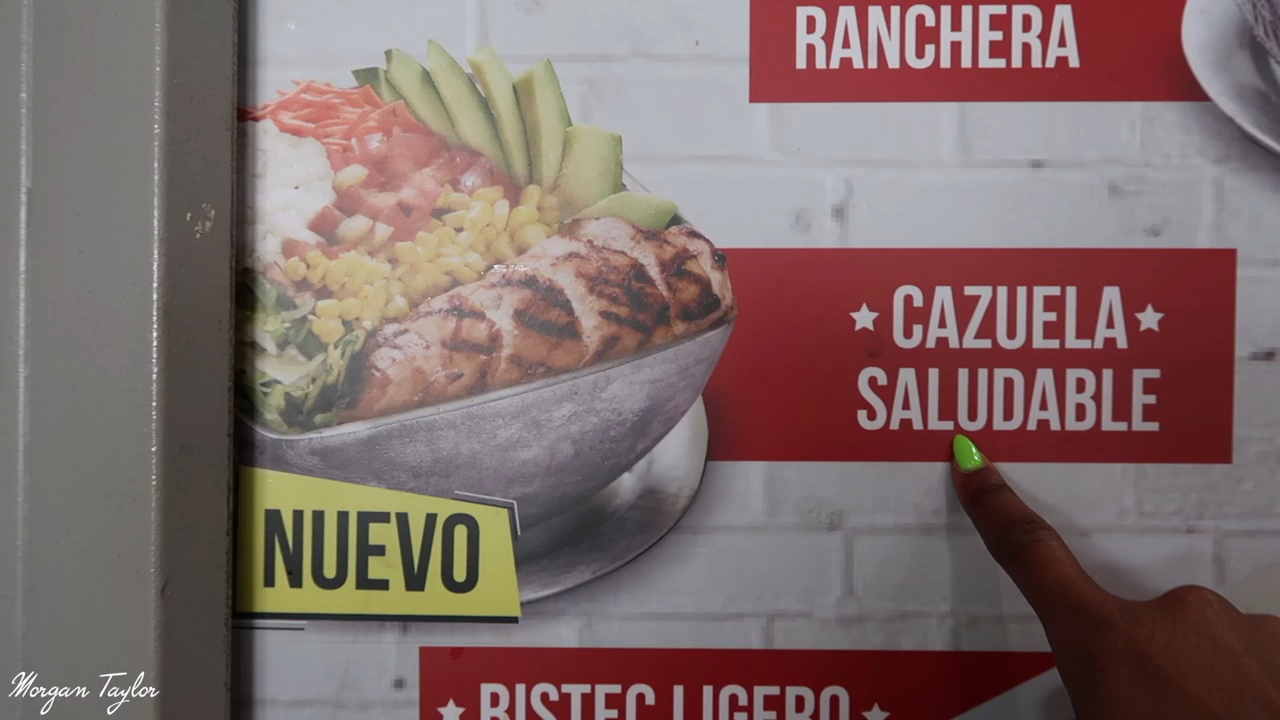 RANCHERA
CAZUELA
SALUDABLE
NUEVO
BISTEC LIGERO
Morgan Taylor